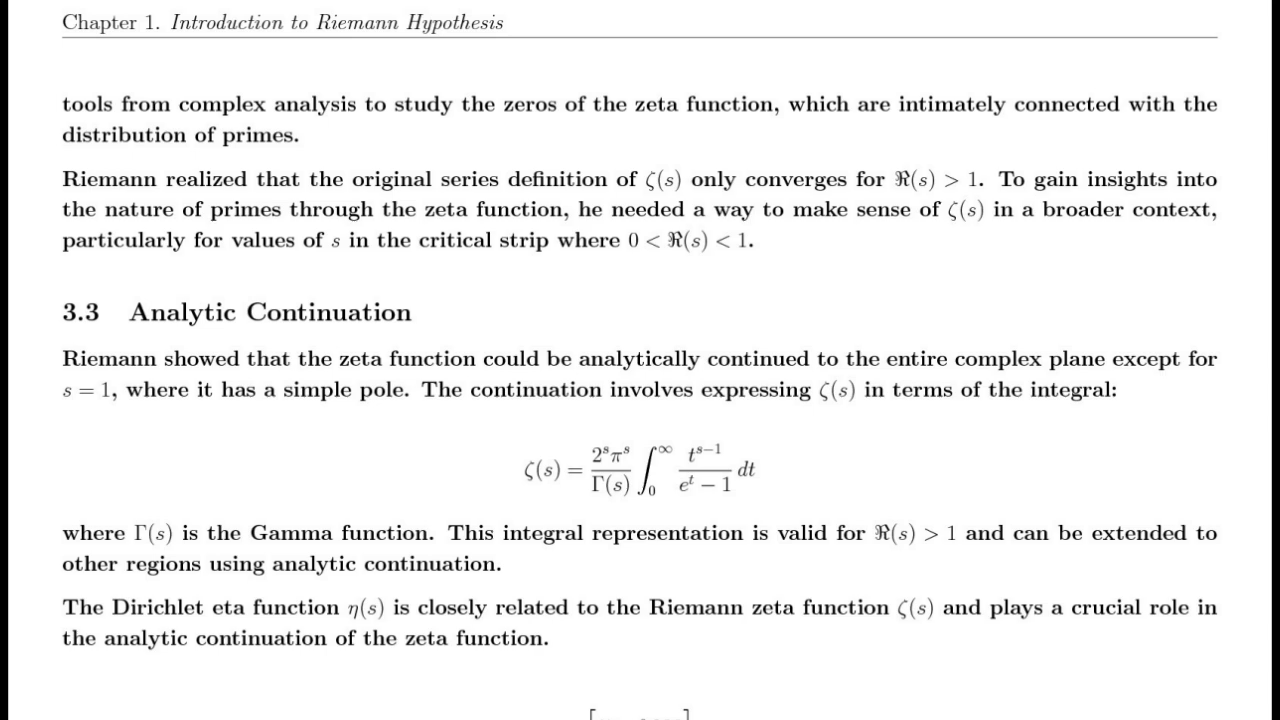 Chapter 1. Introduction to Riemann Hypothesis
tools from complex analysis to study the zeros of the zeta function, which are intimately connected with the
distribution of primes.
Riemann realized that the original series definition of ζ(s) only converges for ℜ(s) > 1. To gain insights into
the nature of primes through the zeta function, he needed a way to make sense of ζ(s) in a broader context,
particularly for values of s in the critical strip where 0 < ℜ(s) < 1.
3.3 Analytic Continuation
Riemann showed that the zeta function could be analytically continued to the entire complex plane except for
s = 1, where it has a simple pole. The continuation involves expressing ζ(s) in terms of the integral:
ζ(s) = \frac{2^s π^s}{Γ(s)} ∫_0^∞ \frac{t^{s−1}}{e^t − 1} dt
where Γ(s) is the Gamma function. This integral representation is valid for ℜ(s) > 1 and can be extended to
other regions using analytic continuation.
The Dirichlet eta function η(s) is closely related to the Riemann zeta function ζ(s) and plays a crucial role in
the analytic continuation of the zeta function.